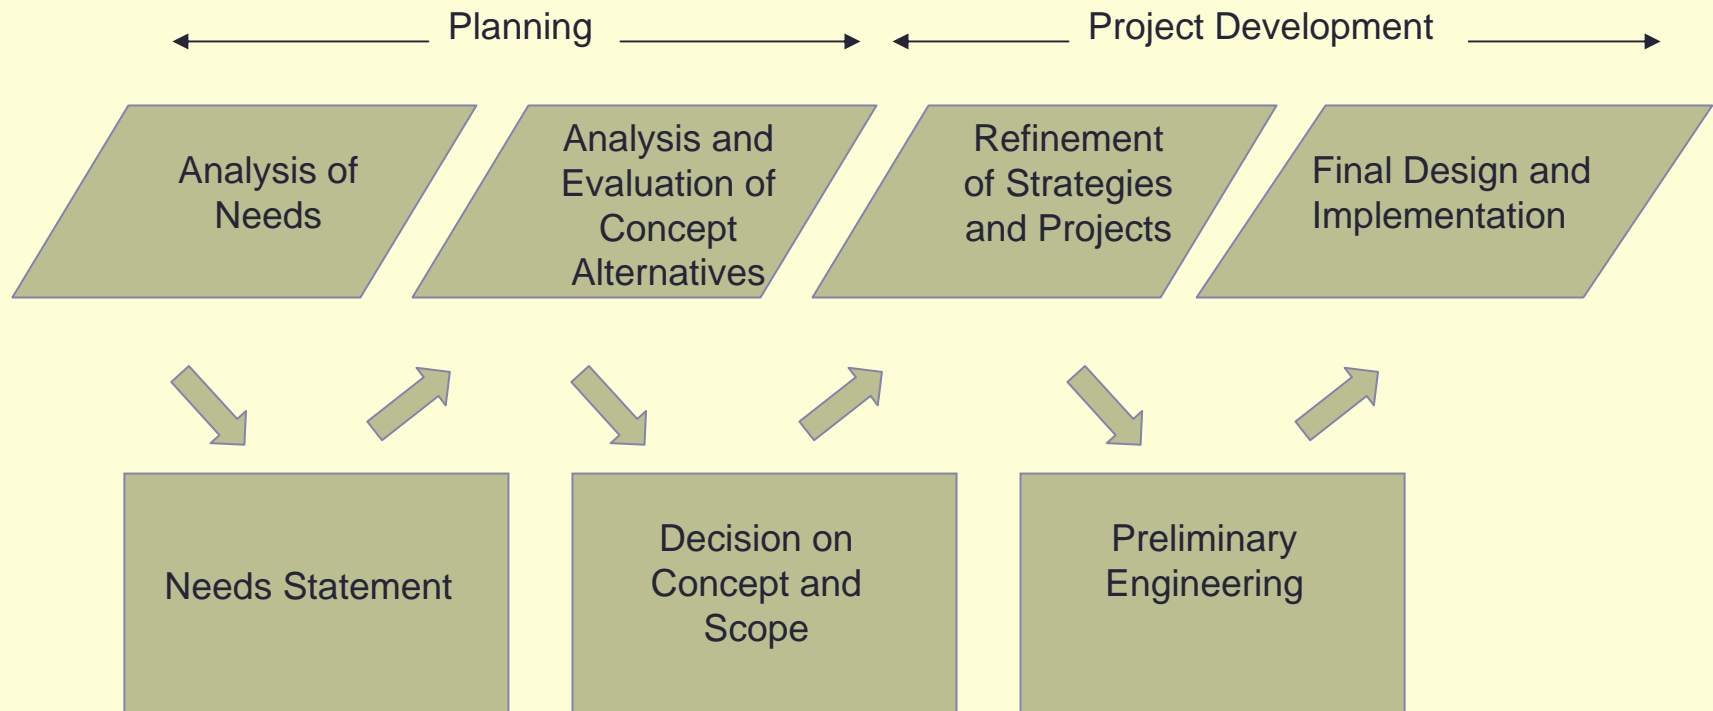 Planning
Project Development
Analysis of
Needs
Analysis and
Evaluation of
Concept
Alternatives
Refinement
of Strategies
and Projects
Final Design and
Implementation
Needs Statement
Decision on
Concept and
Scope
Preliminary
Engineering